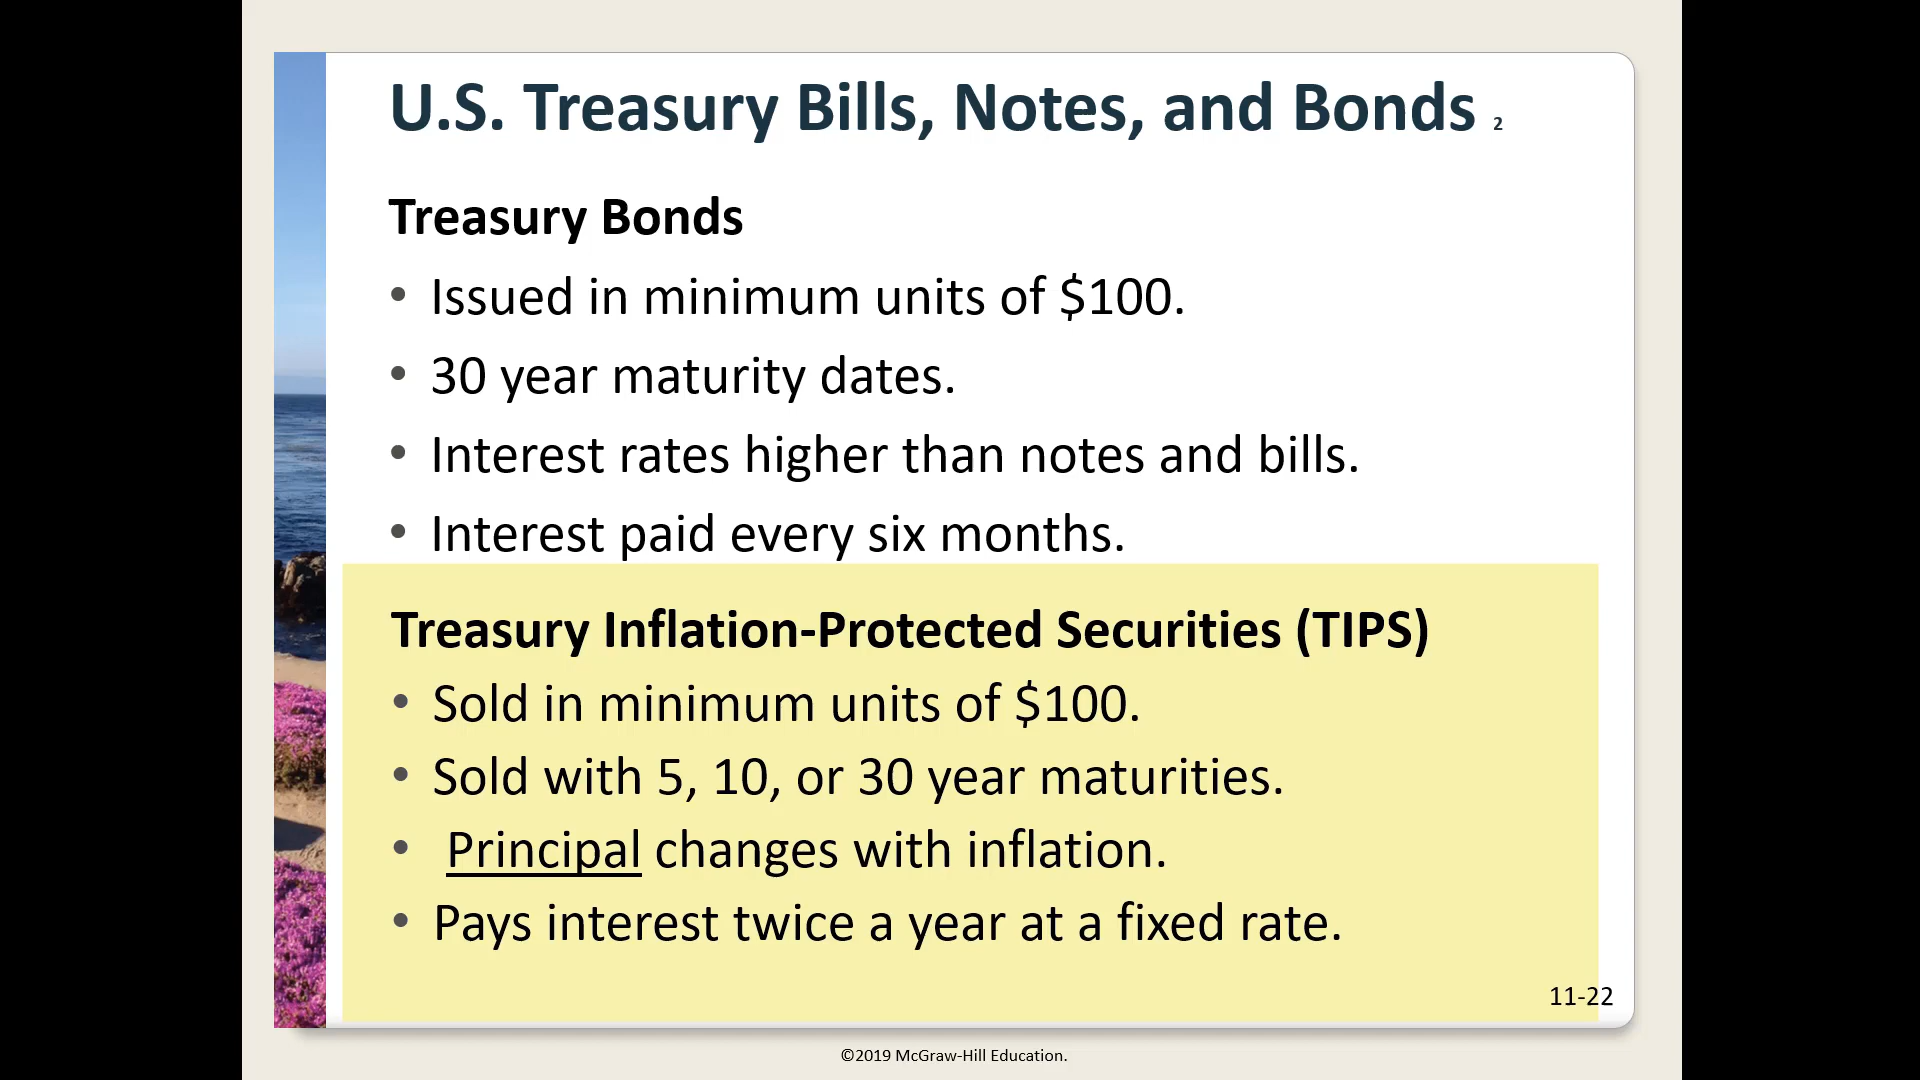 U.S. Treasury Bills, Notes, and Bonds 2
Treasury Bonds
• Issued in minimum units of $100.
• 30 year maturity dates.
• Interest rates higher than notes and bills.
• Interest paid every six months.
Treasury Inflation-Protected Securities (TIPS)
• Sold in minimum units of $100.
• Sold with 5, 10, or 30 year maturities.
• Principal changes with inflation.
• Pays interest twice a year at a fixed rate.
11-22
©2019 McGraw-Hill Education.